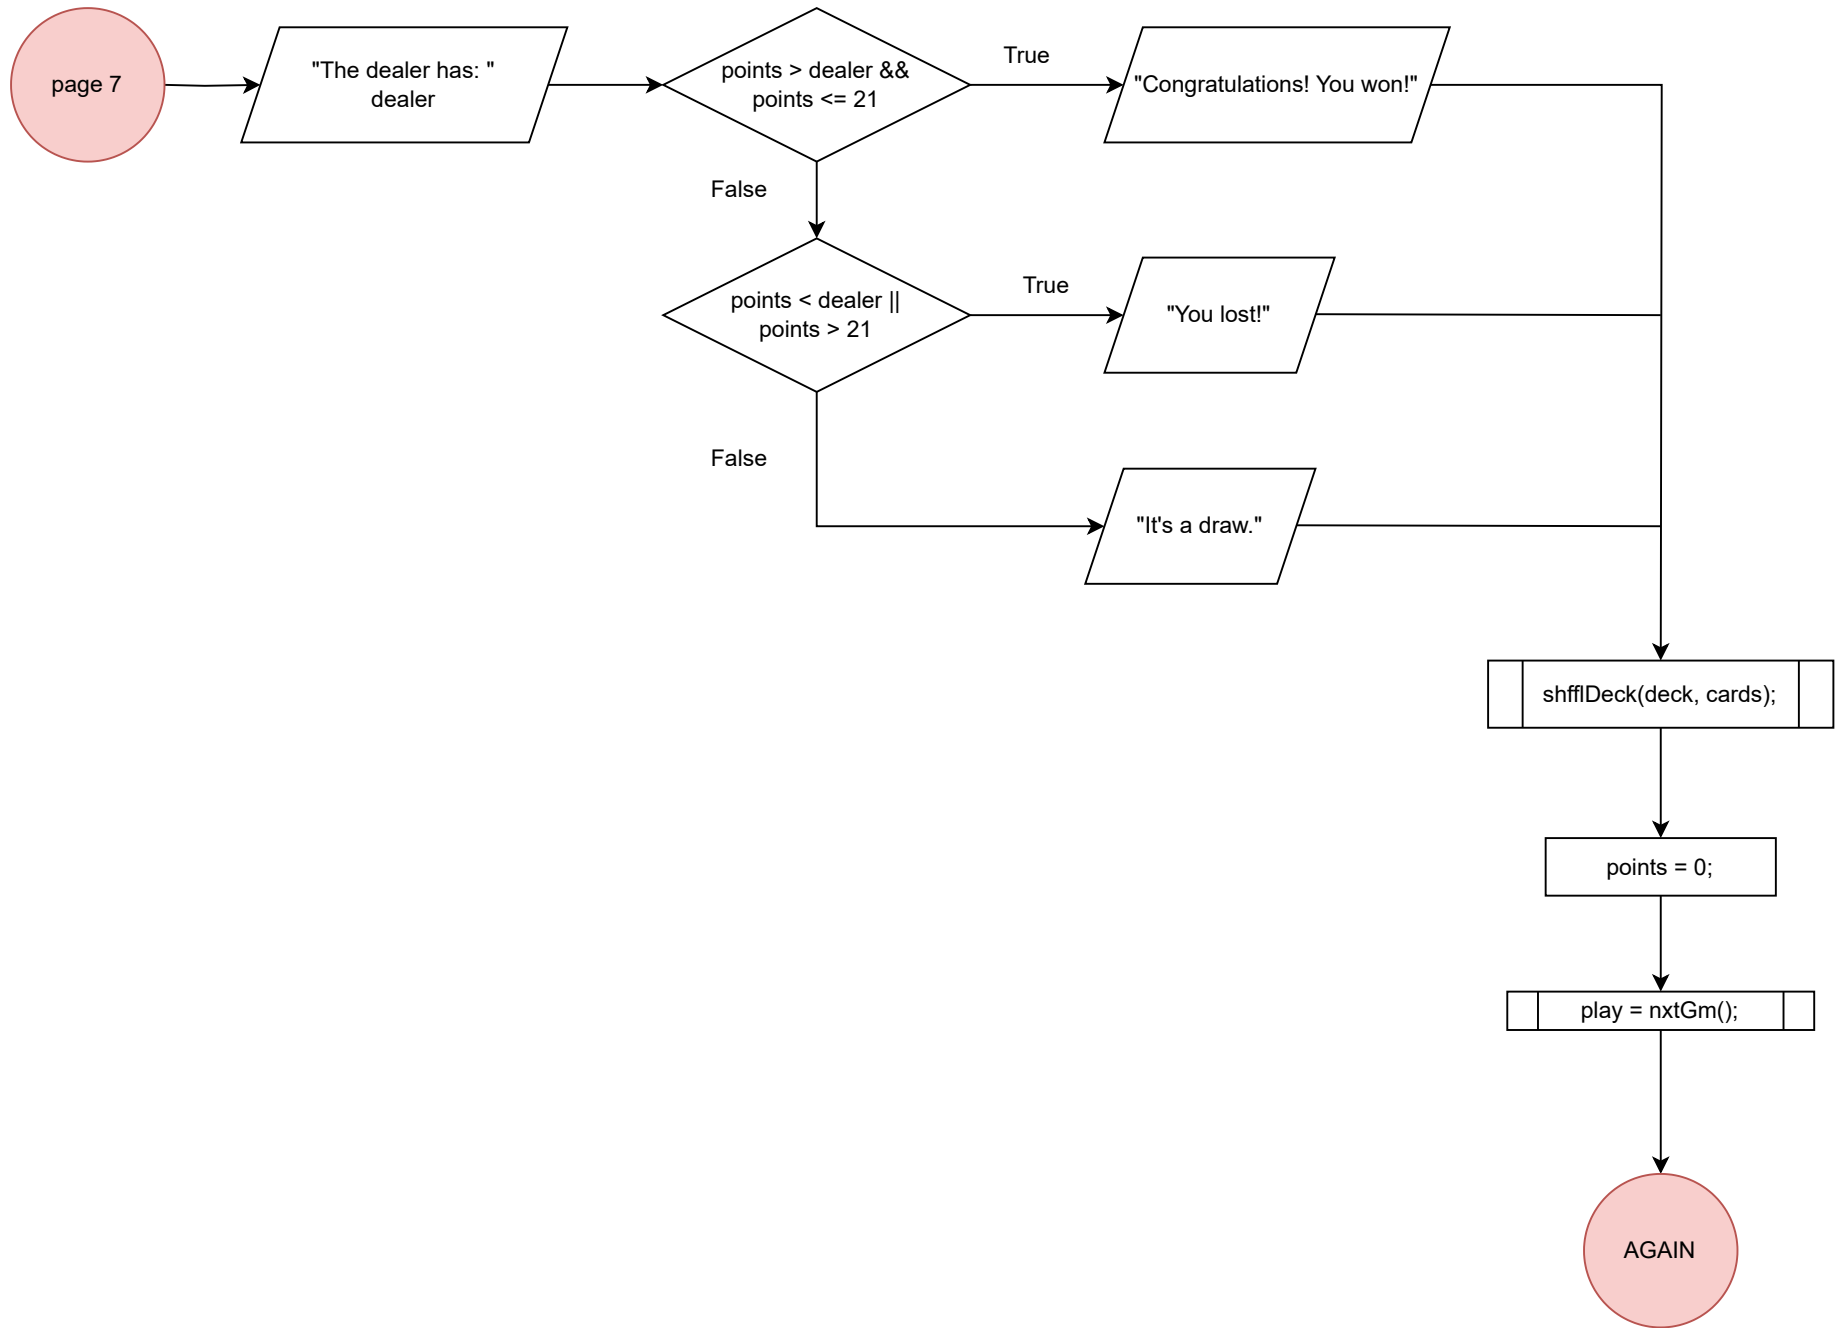 page 7
"The dealer has: "
dealer
points > dealer &&
points <= 21
True
"Congratulations! You won!"
False
points < dealer ||
points > 21
True
"You lost!"
False
"It's a draw."
shfflDeck(deck, cards);
points = 0;
play = nxtGm();
AGAIN